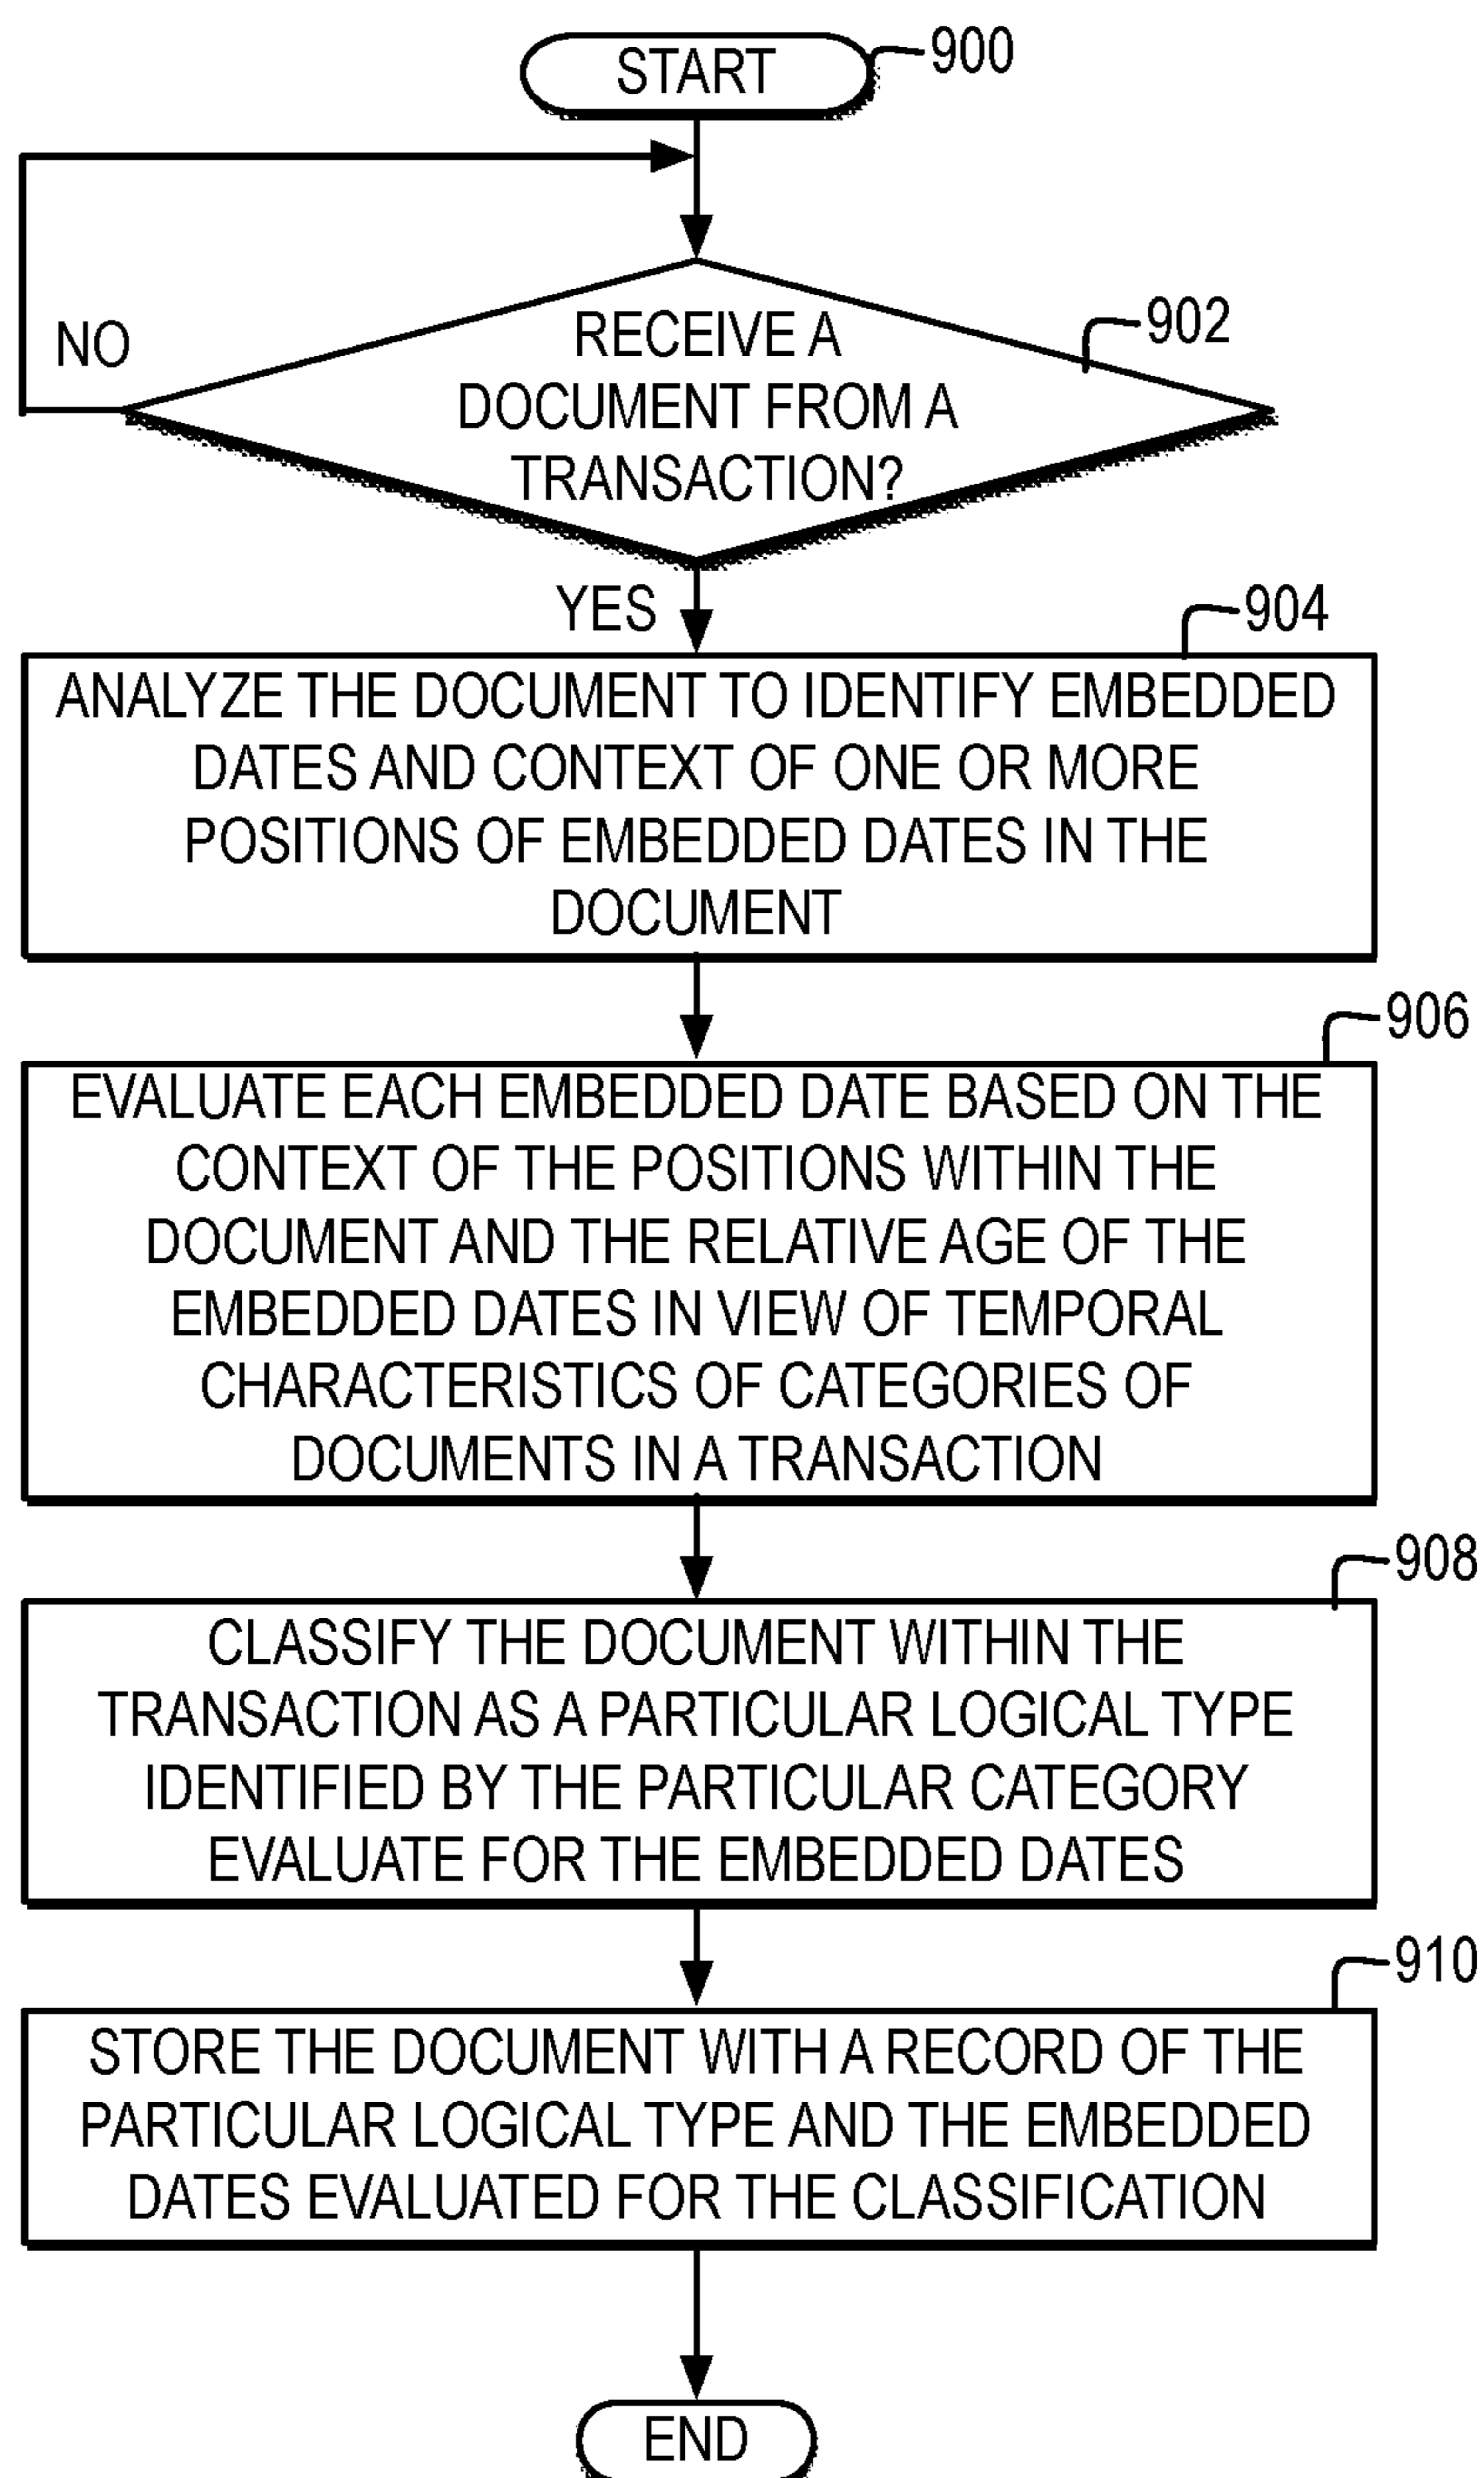 START
900
NO
RECEIVE A
DOCUMENT FROM A
TRANSACTION?
902
YES
904
ANALYZE THE DOCUMENT TO IDENTIFY EMBEDDED
DATES AND CONTEXT OF ONE OR MORE
POSITIONS OF EMBEDDED DATES IN THE
DOCUMENT
906
EVALUATE EACH EMBEDDED DATE BASED ON THE
CONTEXT OF THE POSITIONS WITHIN THE
DOCUMENT AND THE RELATIVE AGE OF THE
EMBEDDED DATES IN VIEW OF TEMPORAL
CHARACTERISTICS OF CATEGORIES OF
DOCUMENTS IN A TRANSACTION
908
CLASSIFY THE DOCUMENT WITHIN THE
TRANSACTION AS A PARTICULAR LOGICAL TYPE
IDENTIFIED BY THE PARTICULAR CATEGORY
EVALUATE FOR THE EMBEDDED DATES
910
STORE THE DOCUMENT WITH A RECORD OF THE
PARTICULAR LOGICAL TYPE AND THE EMBEDDED
DATES EVALUATED FOR THE CLASSIFICATION
END